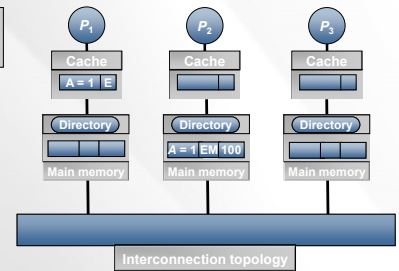 P1 P2 P3
Cache Cache Cache
A = 1 E
Directory Directory Directory
A = 1 EM 100
Main memory Main memory Main memory
Interconnection topology